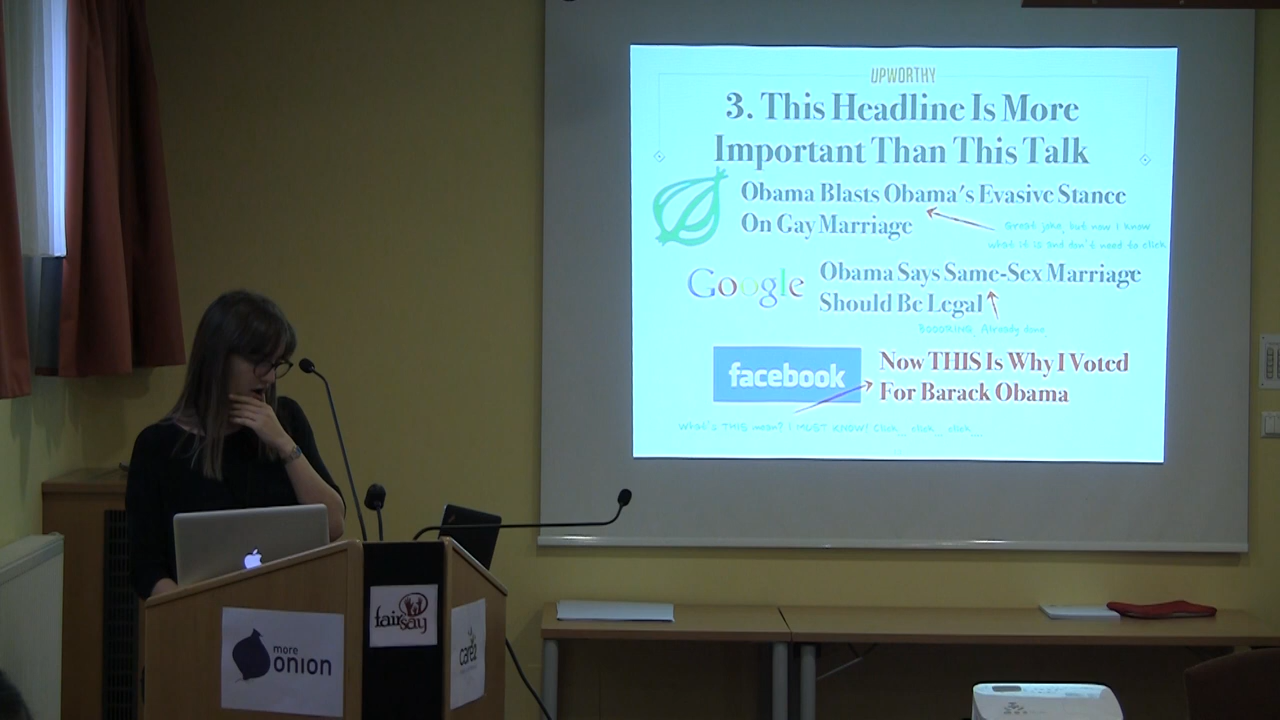 UPWORTHY
3. This Headline Is More
Important Than This Talk
Obama Blasts Obama's Evasive Stance
On Gay Marriage
Great joke, but now I know
what it is and don't need to click
Google
Obama Says Same-Sex Marriage
Should Be Legal
BOOORING. Already done.
facebook
Now THIS Is Why I Voted
For Barack Obama
What's THIS mean? I MUST KNOW! Click... click... click....
more
onion
fair
say
care2